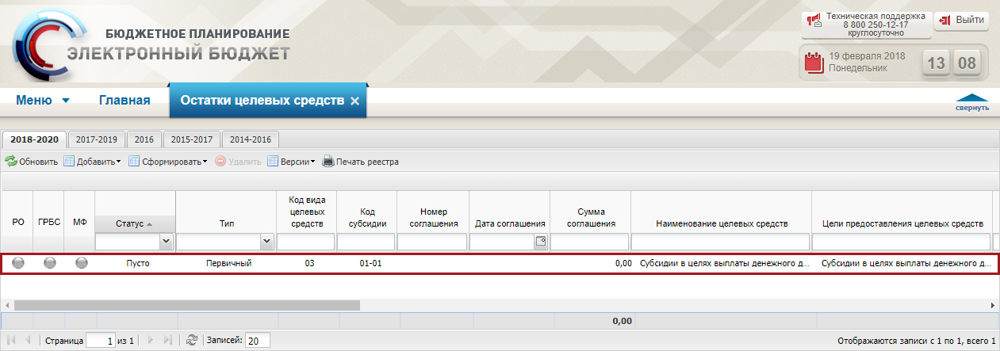 БЮДЖЕТНОЕ ПЛАНИРОВАНИЕ
ЭЛЕКТРОННЫЙ БЮДЖЕТ
Техническая поддержка
8 800 250-12-17
круглосуточно
Выйти
19 февраля 2018
Понедельник
13 08
Меню Главная Остатки целевых средств
свернуть
2018-2020 2017-2019 2016 2015-2017 2014-2016
Обновить Добавить Сформировать Удалить Версии Печать реестра
РО ГРБС МФ Статус Тип Код вида целевых средств Код субсидии Номер соглашения Дата соглашения Сумма соглашения Наименование целевых средств Цели предоставления целевых средств
Пусто Первичный 03 01-01 0,00 Субсидии в целях выплаты денежного д... Субсидии в целях выплаты денежного д...
0,00
Страница 1 из 1 Записей: 20 Отображаются записи с 1 по 1, всего 1